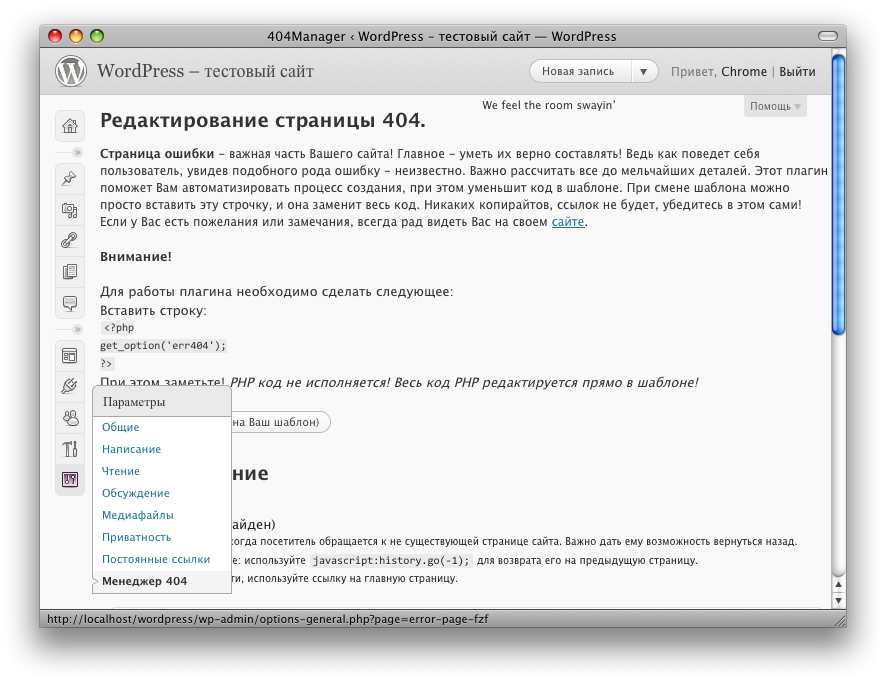 404Manager ‹ WordPress – тестовый сайт — WordPress
WordPress – тестовый сайт
Новая запись ▼
Привет, Chrome | Выйти
We feel the room swayin’
Помощь ▼
Редактирование страницы 404.
Страница ошибки – важная часть Вашего сайта! Главное – уметь их верно составлять! Ведь как поведет себя
пользователь, увидев подобного рода ошибку – неизвестно. Важно рассчитать все до мельчайших деталей. Этот плагин
поможет Вам автоматизировать процесс создания, при этом уменьшит код в шаблоне. При смене шаблона можно
просто вставить эту строчку, и она заменит весь код. Никаких копирайтов, ссылок не будет, убедитесь в этом сами!
Если у Вас есть пожелания или замечания, всегда рад видеть Вас на своем сайте.
Внимание!
Для работы плагина необходимо сделать следующее:
Вставить строку:
<?php
get_option('err404');
?>
При этом заметьте! PHP код не исполняется! Весь код PHP редактируется прямо в шаблоне!
Параметры
Общие
на Ваш шаблон)
Написание
Чтение
ние
Обсуждение
Медиафайлы
айден)
Приватность
когда посетитель обращается к не существующей странице сайта. Важно дать ему возможность вернуться назад.
Постоянные ссылки
е: используйте javascript:history.go(-1); для возврата его на предыдущую страницу.
Менеджер 404
ти, используйте ссылку на главную страницу.
http://localhost/wordpress/wp-admin/options-general.php?page=error-page-fzf